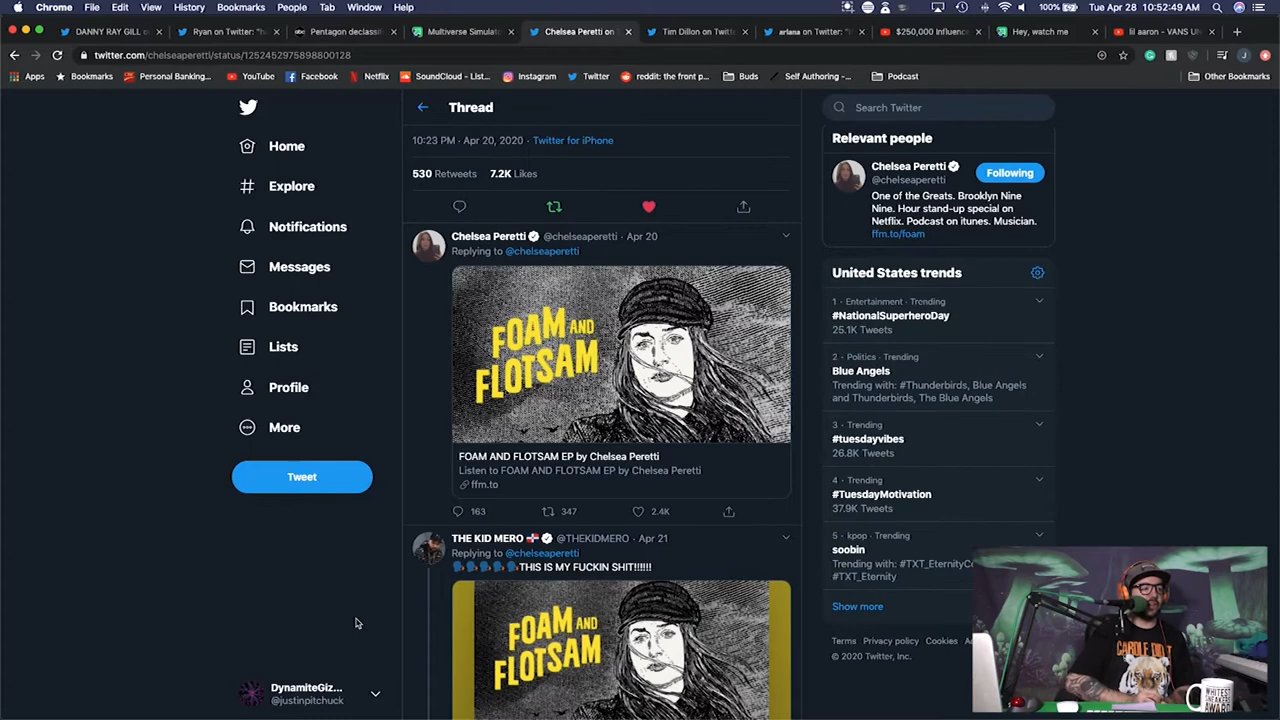 Chrome File Edit View History Bookmarks People Tab Window Help
100% Tue Apr 28 10:52:49 AM
DANNY RAY GILL
Ryan on Twitter: "h
Pentagon declassif
Multiverse Simulat
Chelsea Peretti on T
Tim Dillon on Twitte
ariana on Twitter: "
$250,000 Influence
Hey, watch me
lil aaron - VANS
twitter.com/chelseaperetti/status/1252452975898800128
Apps Bookmarks Personal Banking... YouTube Facebook Netflix SoundCloud - List... Instagram Twitter reddit: the front p... Buds Self Authoring -... Podcast Other Bookmarks
Home
Explore
Notifications
Messages
Bookmarks
Lists
Profile
More
Tweet
DynamiteGiz...
@justinpitchuck
Thread
10:23 PM · Apr 20, 2020 · Twitter for iPhone
530 Retweets 7.2K Likes
Chelsea Peretti @chelseaperetti · Apr 20
Replying to @chelseaperetti
FOAM AND
FLOTSAM
FOAM AND FLOTSAM EP by Chelsea Peretti
Listen to FOAM AND FLOTSAM EP by Chelsea Peretti
ffm.to
163 347 2.4K
THE KID MERO @THEKIDMERO · Apr 21
Replying to @chelseaperetti
THIS IS MY FUCKIN SHIT!!!!!!
FOAM AND
FLOTSAM
Search Twitter
Relevant people
Chelsea Peretti
@chelseaperetti
Following
One of the Greats. Brooklyn Nine
Nine. Hour stand-up special on
Netflix. Podcast on itunes. Musician.
ffm.to/foam
United States trends
1 · Entertainment · Trending
#NationalSuperheroDay
25.1K Tweets
2 · Politics · Trending
Blue Angels
Trending with: #Thunderbirds, Blue Angels
and Thunderbirds, The Blue Angels
3 · Trending
#tuesdayvibes
26.8K Tweets
4 · Trending
#TuesdayMotivation
37.9K Tweets
5 · kpop · Trending
soobin
Trending with:
#TXT_Eternity
Show more
Terms Privacy policy Cookies
© 2020 Twitter, Inc.
CAROLE DID IT